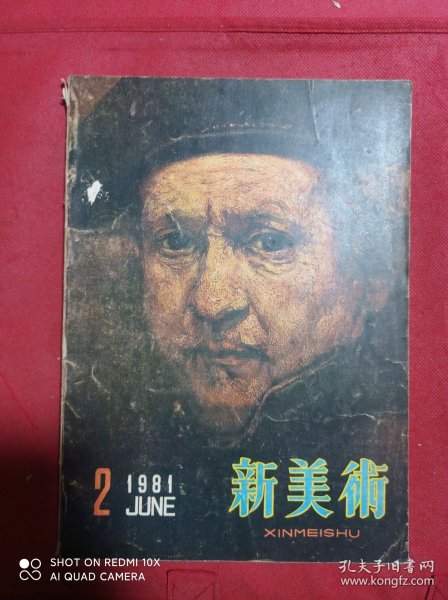 2
1981
JUNE
新美術
XINMEISHU
SHOT ON REDMI 10X
AI QUAD CAMERA
孔夫子旧书网
www.kongfz.com